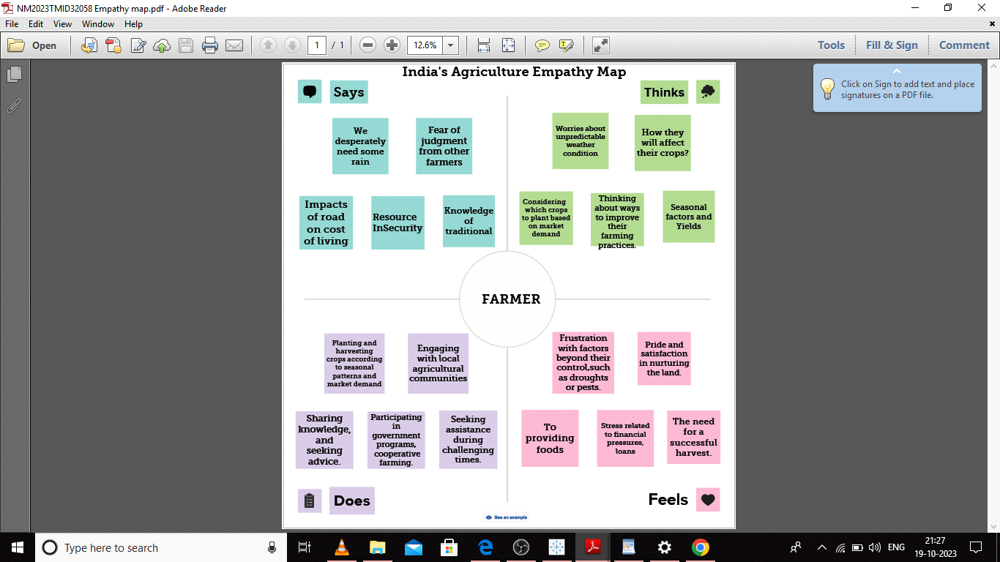 NM2023TMID32058 Empathy map.pdf - Adobe Reader
File Edit View Window Help
Open
1 / 1
12.6%
Tools
Fill & Sign
Comment
Click on Sign to add text and place
signatures on a PDF file.
India's Agriculture Empathy Map
Says
We
desperately
need some
rain
Fear of
judgment
from other
farmers
Impacts
of road
on cost
of living
Resource
InSecurity
Knowledge
of
traditional
Thinks
Worries about
unpredictable
weather
condition
How they
will affect
their crops?
Considering
which crops
to plant based
on market
demand
Thinking
about ways
to improve
their
farming
practices.
Seasonal
factors and
Yields
FARMER
Planting and
harvesting
crops according
to seasonal
patterns and
market demand
Engaging
with local
agricultural
communities
Sharing
knowledge,
and
seeking
advice.
Participating
in
government
programs,
cooperative
farming.
Seeking
assistance
during
challenging
times.
Does
Frustration
with factors
beyond their
control,such
as droughts
or pests.
Pride and
satisfaction
in nurturing
the land.
To
providing
foods
Stress related
to financial
pressures,
loans
The need
for a
successful
harvest.
Feels
See an example
Type here to search
ENG
21:27
19-10-2023